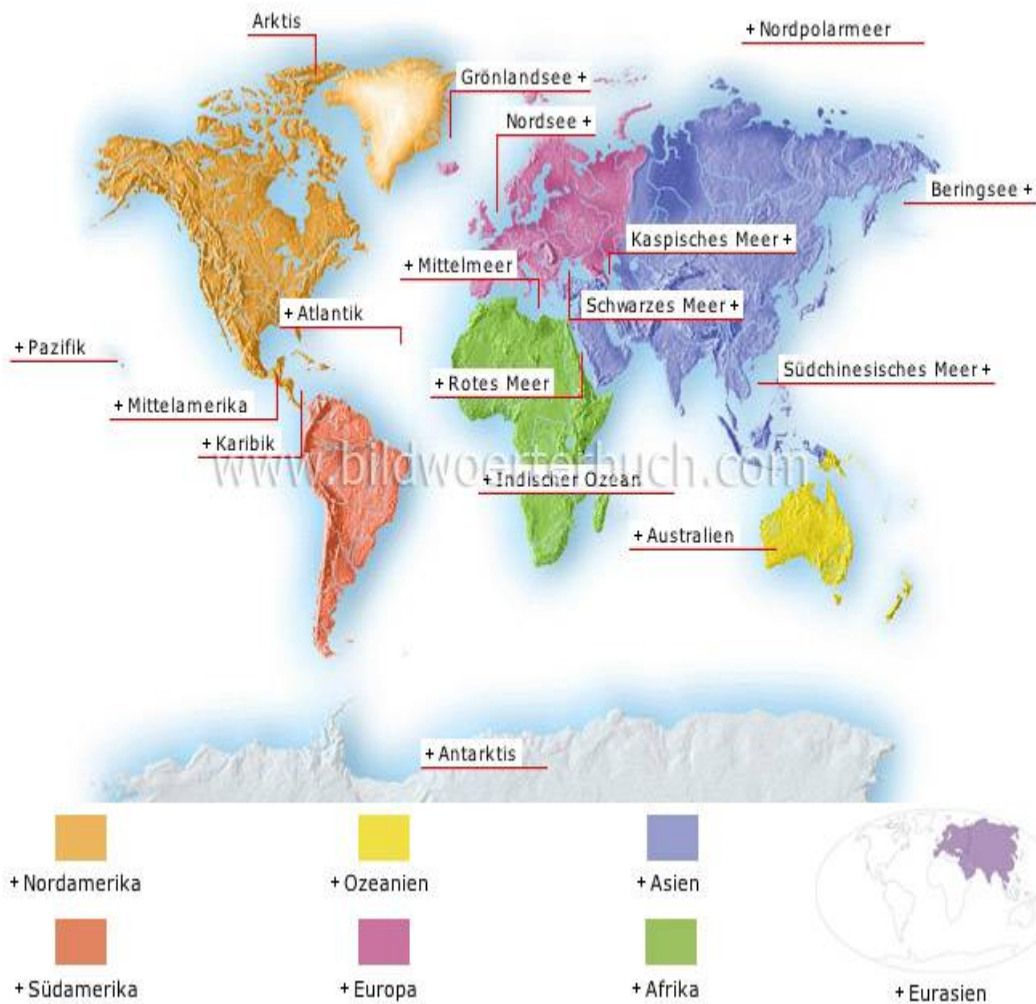 Arktis
+ Nordpolarmeer
Grönlandsee +
Nordsee +
Beringsee +
Kaspisches Meer +
+ Mittelmeer
Schwarzes Meer +
+ Atlantik
+ Pazifik
Südchinesisches Meer +
+ Rotes Meer
+ Mittelamerika
+ Karibik
www.bildwoerterbuch.com
+ Indischer Ozean
+ Australien
+ Antarktis
+ Nordamerika
+ Ozeanien
+ Asien
+ Südamerika
+ Europa
+ Afrika
+ Eurasien